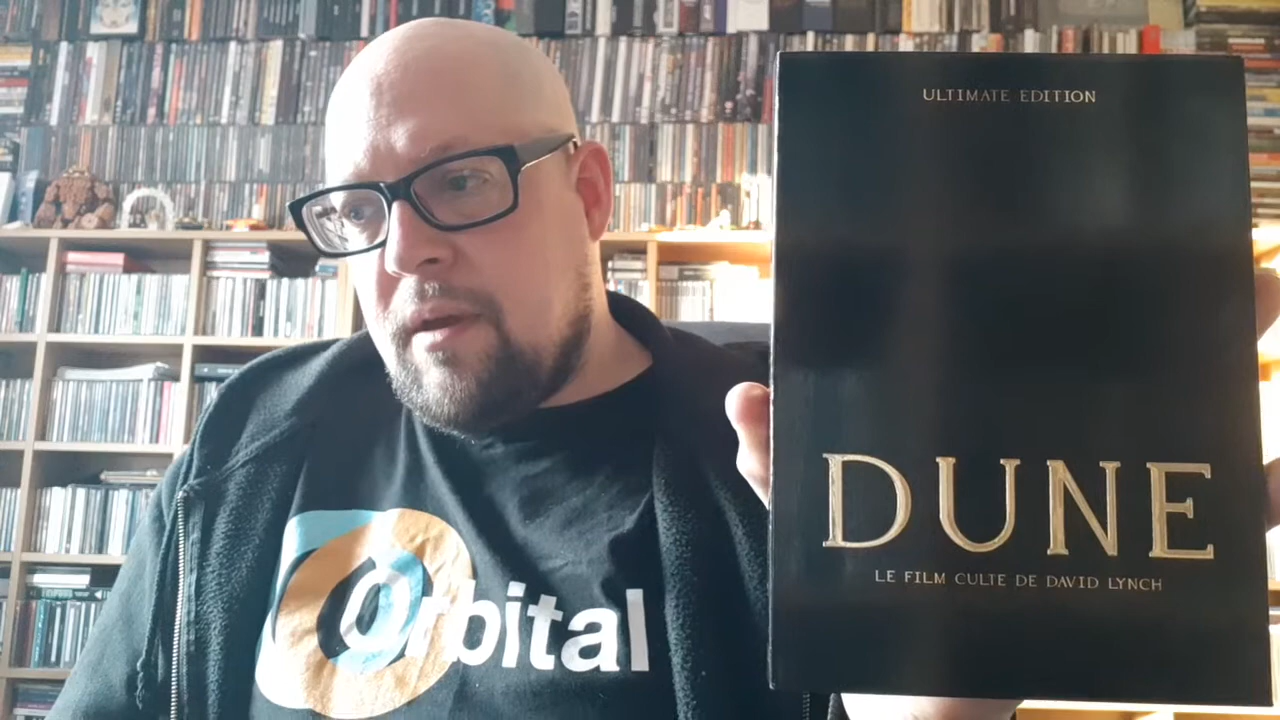 ULTIMATE EDITION
DUNE
LE FILM CULTE DE DAVID LYNCH
Orbital